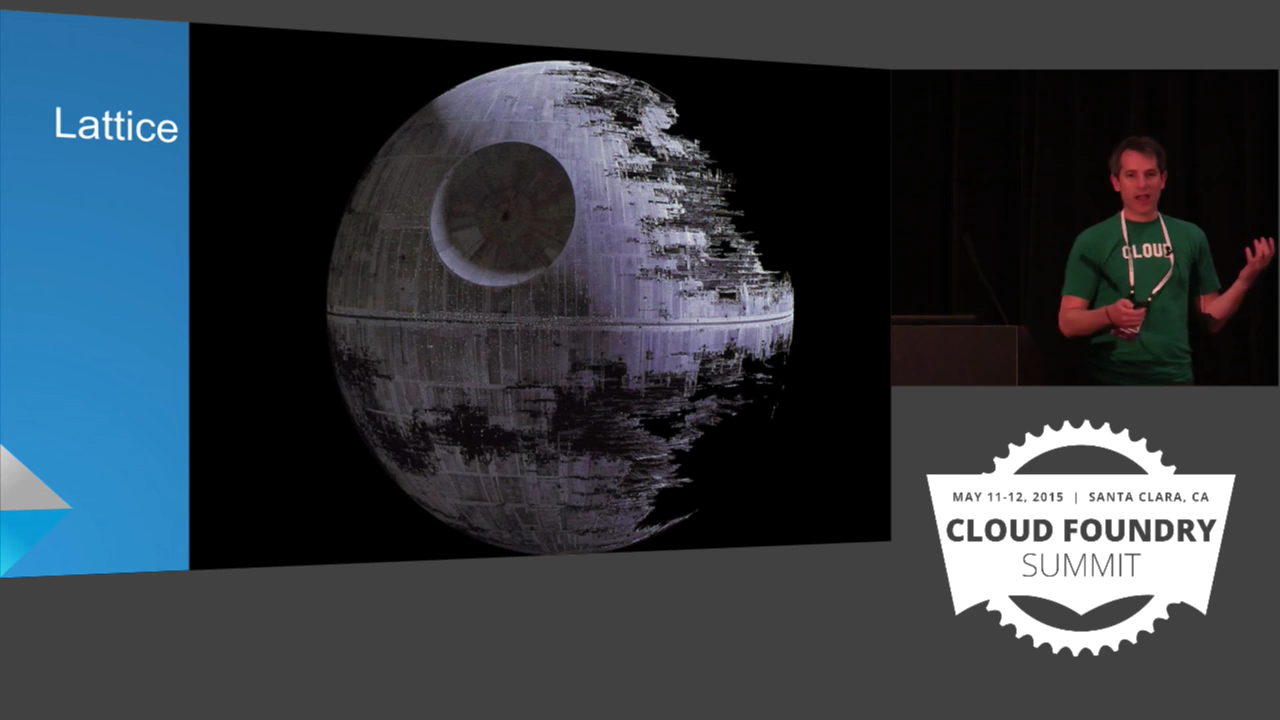 Lattice
CLOUD
MAY 11-12, 2015 | SANTA CLARA, CA
CLOUD FOUNDRY
SUMMIT